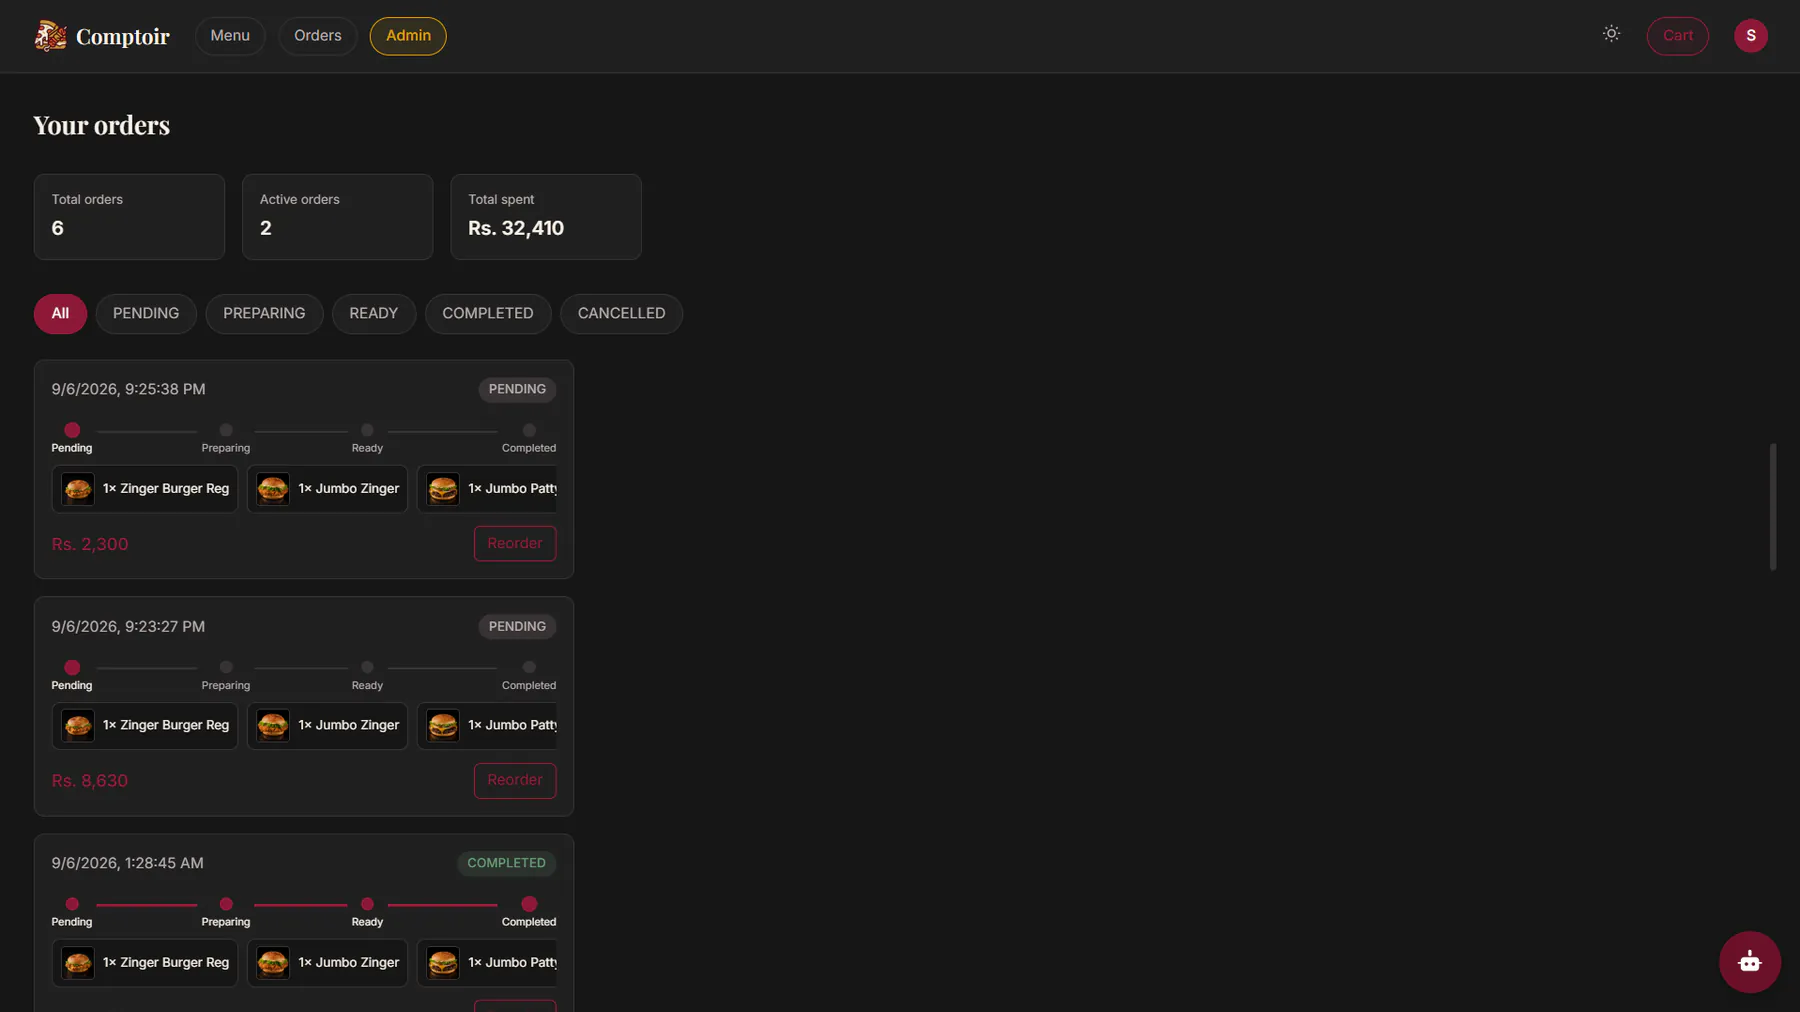 Comptoir Menu Orders Admin Cart S
Your orders
Total orders Active orders Total spent
6 2 Rs. 32,410
All PENDING PREPARING READY COMPLETED CANCELLED
9/6/2026, 9:25:38 PM PENDING
Pending Preparing Ready Completed
1× Zinger Burger Reg 1× Jumbo Zinger 1× Jumbo Patty
Rs. 2,300 Reorder
9/6/2026, 9:23:27 PM PENDING
Pending Preparing Ready Completed
1× Zinger Burger Reg 1× Jumbo Zinger 1× Jumbo Patty
Rs. 8,630 Reorder
9/6/2026, 1:28:45 AM COMPLETED
Pending Preparing Ready Completed
1× Zinger Burger Reg 1× Jumbo Zinger 1× Jumbo Patty